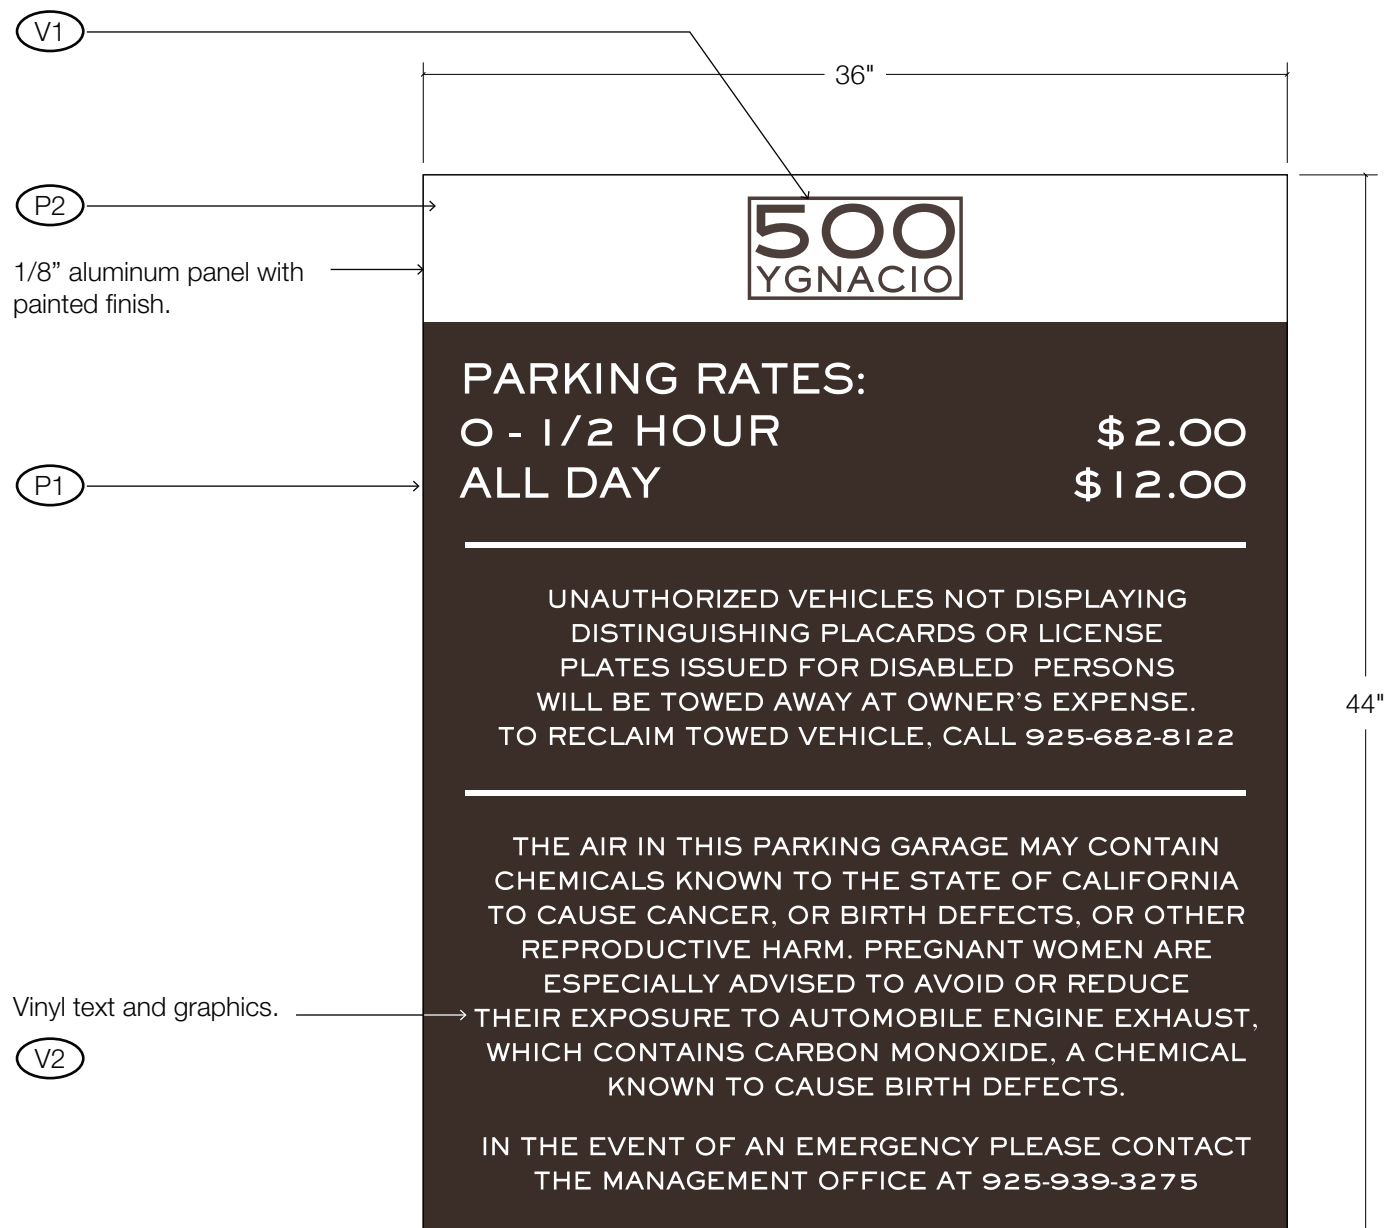 V1
36"
P2
500
YGNACIO
1/8” aluminum panel with
painted finish.
PARKING RATES:
0 - 1/2 HOUR $2.00
ALL DAY $12.00
P1
UNAUTHORIZED VEHICLES NOT DISPLAYING
DISTINGUISHING PLACARDS OR LICENSE
PLATES ISSUED FOR DISABLED PERSONS
WILL BE TOWED AWAY AT OWNER’S EXPENSE.
TO RECLAIM TOWED VEHICLE, CALL 925-682-8122
44"
THE AIR IN THIS PARKING GARAGE MAY CONTAIN
CHEMICALS KNOWN TO THE STATE OF CALIFORNIA
TO CAUSE CANCER, OR BIRTH DEFECTS, OR OTHER
REPRODUCTIVE HARM. PREGNANT WOMEN ARE
ESPECIALLY ADVISED TO AVOID OR REDUCE
THEIR EXPOSURE TO AUTOMOBILE ENGINE EXHAUST,
WHICH CONTAINS CARBON MONOXIDE, A CHEMICAL
KNOWN TO CAUSE BIRTH DEFECTS.
Vinyl text and graphics.
V2
IN THE EVENT OF AN EMERGENCY PLEASE CONTACT
THE MANAGEMENT OFFICE AT 925-939-3275